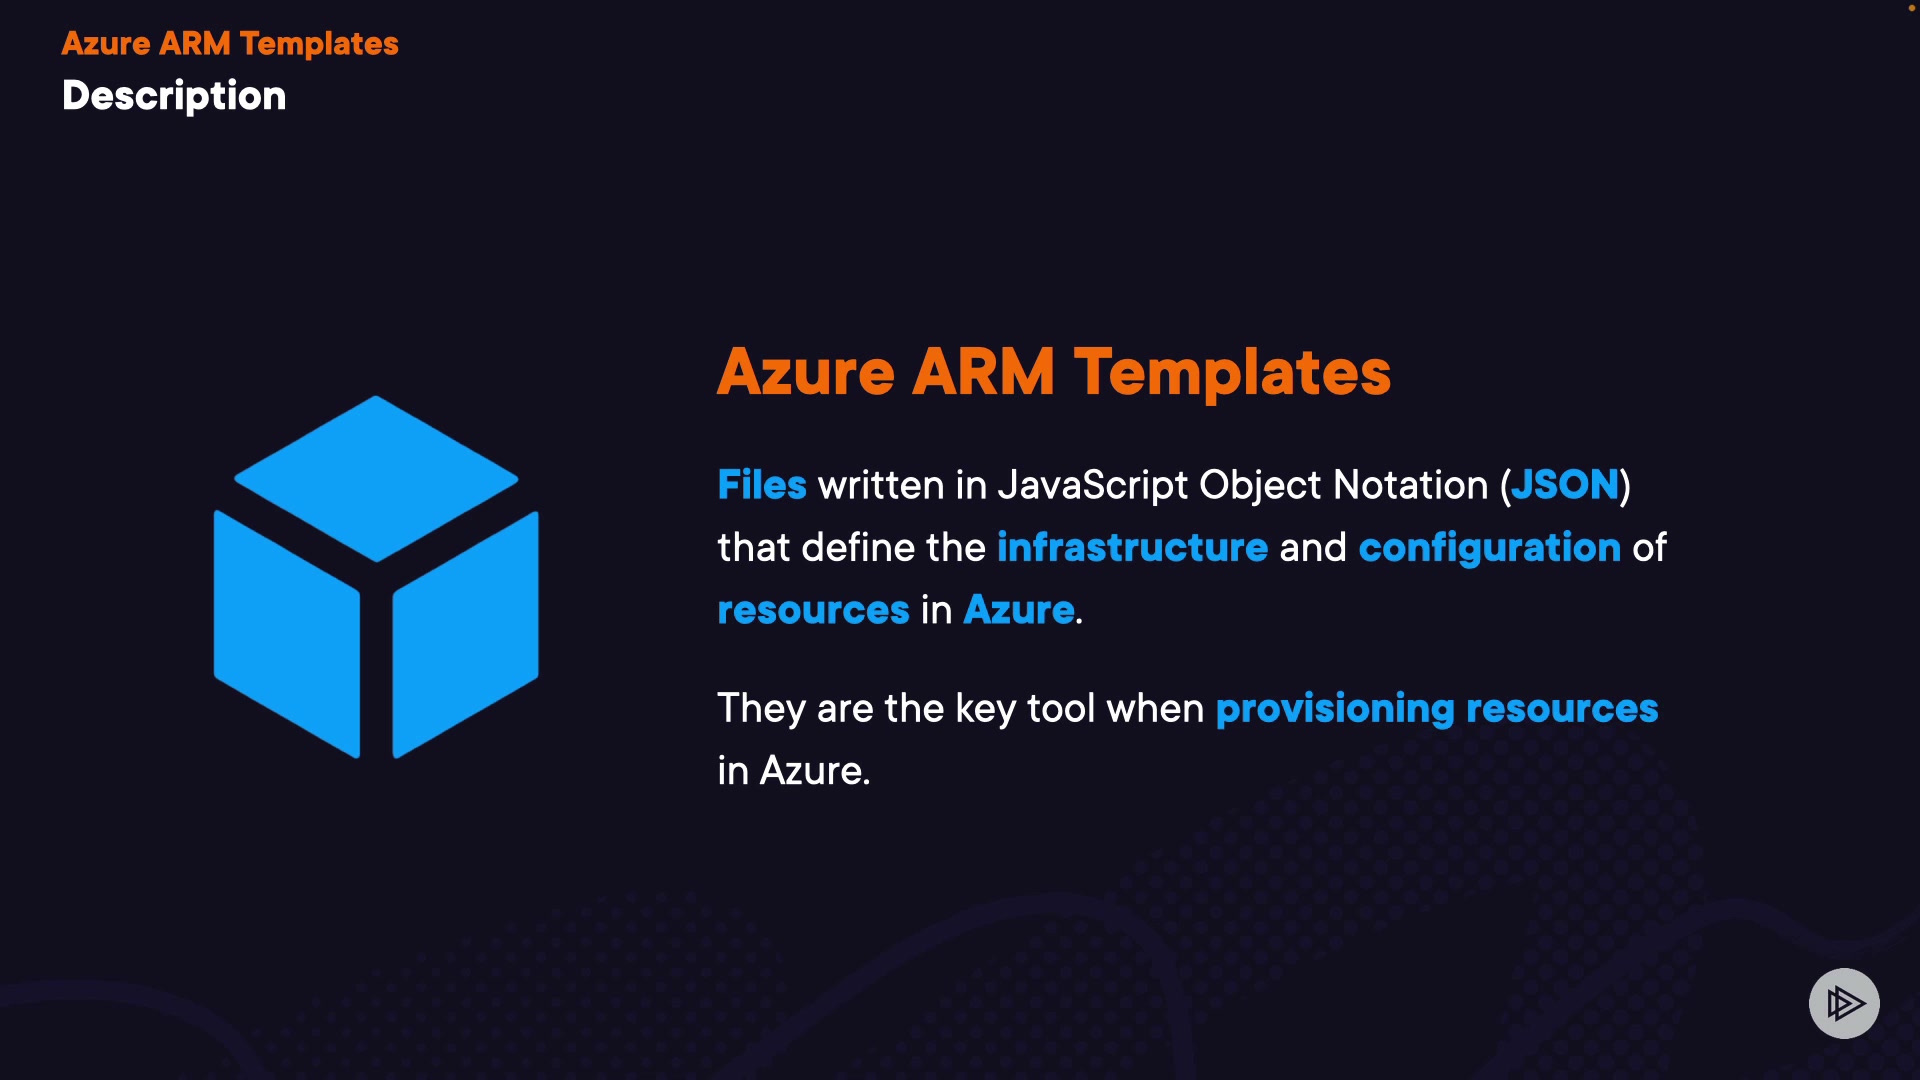 Azure ARM Templates
Description
Azure ARM Templates
Files written in JavaScript Object Notation (JSON)
that define the infrastructure and configuration of
resources in Azure.
They are the key tool when provisioning resources
in Azure.